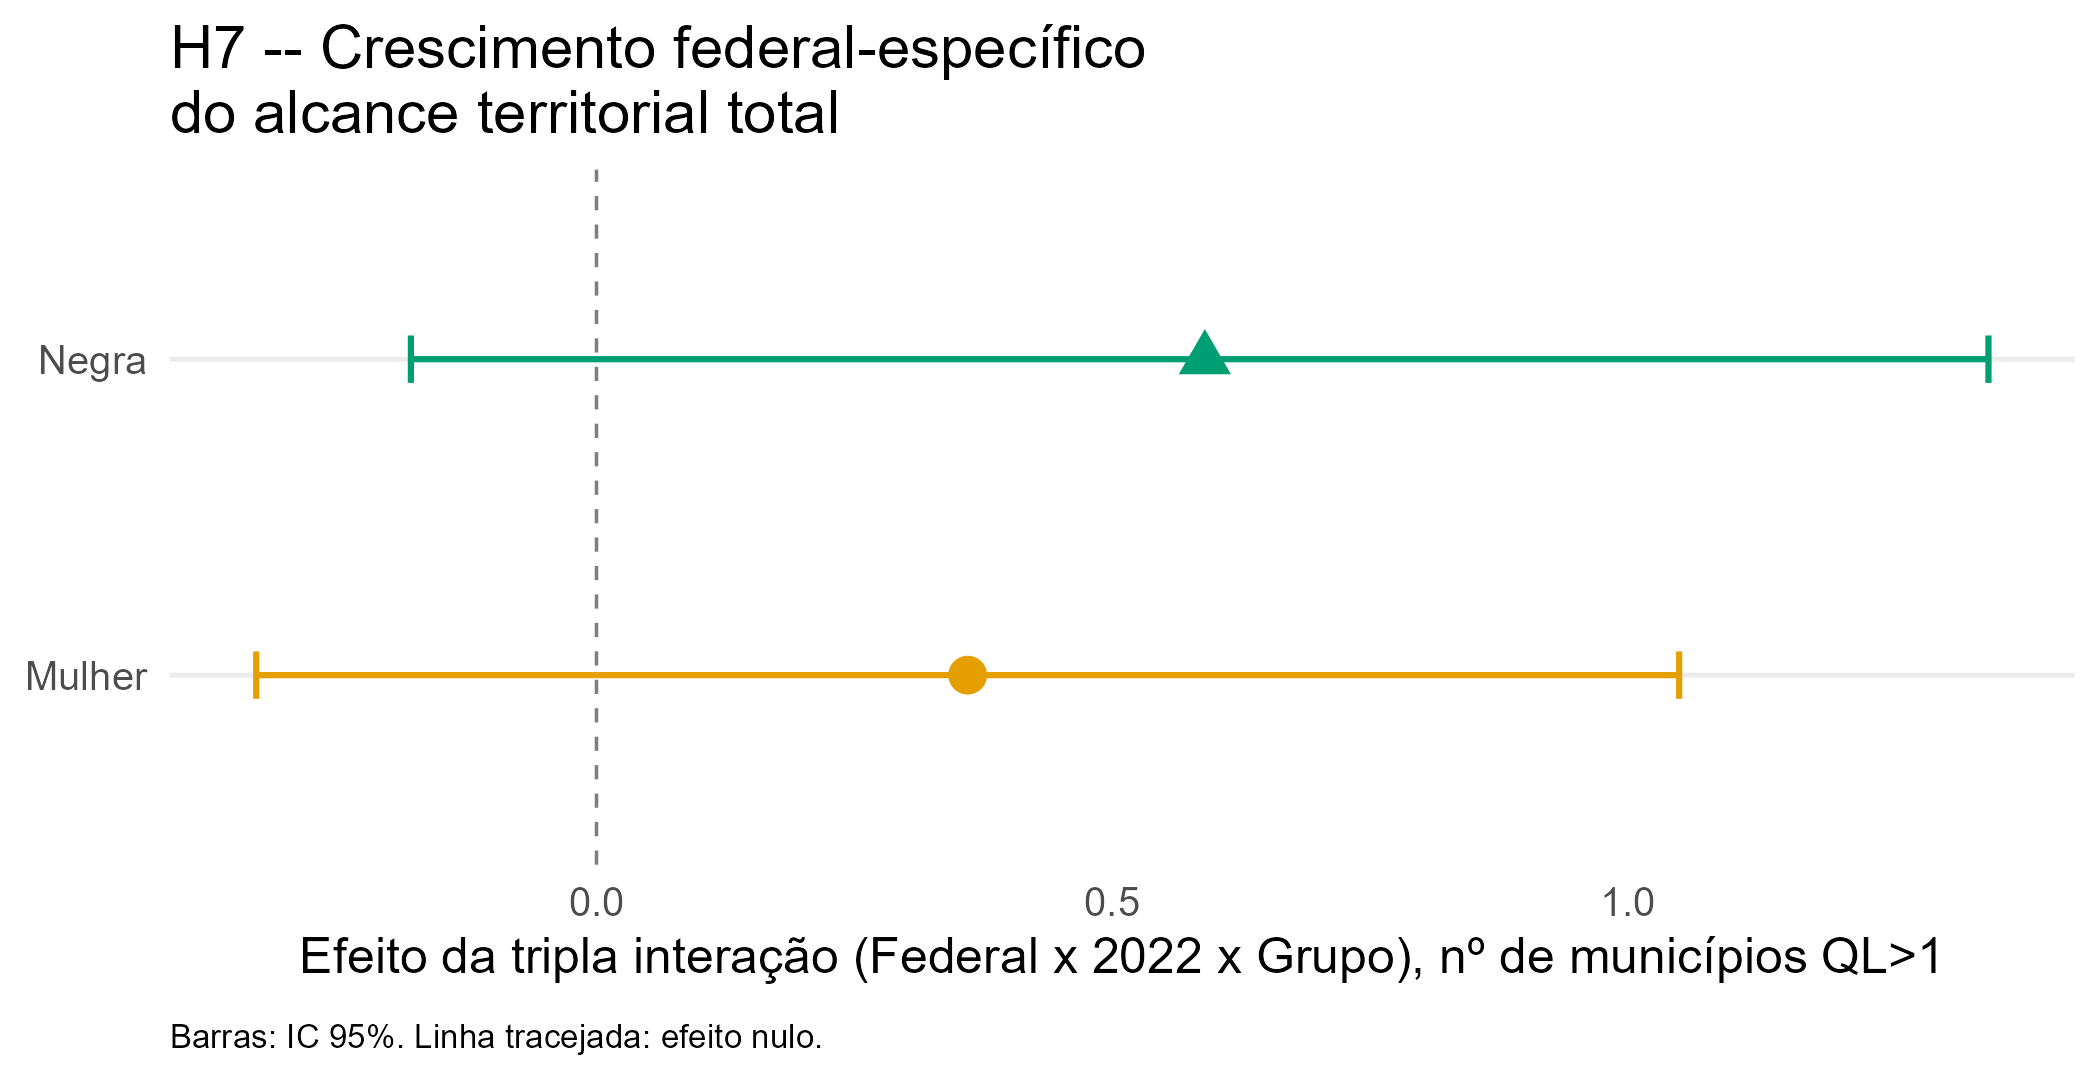 H7 -- Crescimento federal-específico
do alcance territorial total
Negra
Mulher
0.0 0.5 1.0
Efeito da tripla interação (Federal x 2022 x Grupo), nº de municípios QL>1
Barras: IC 95%. Linha tracejada: efeito nulo.